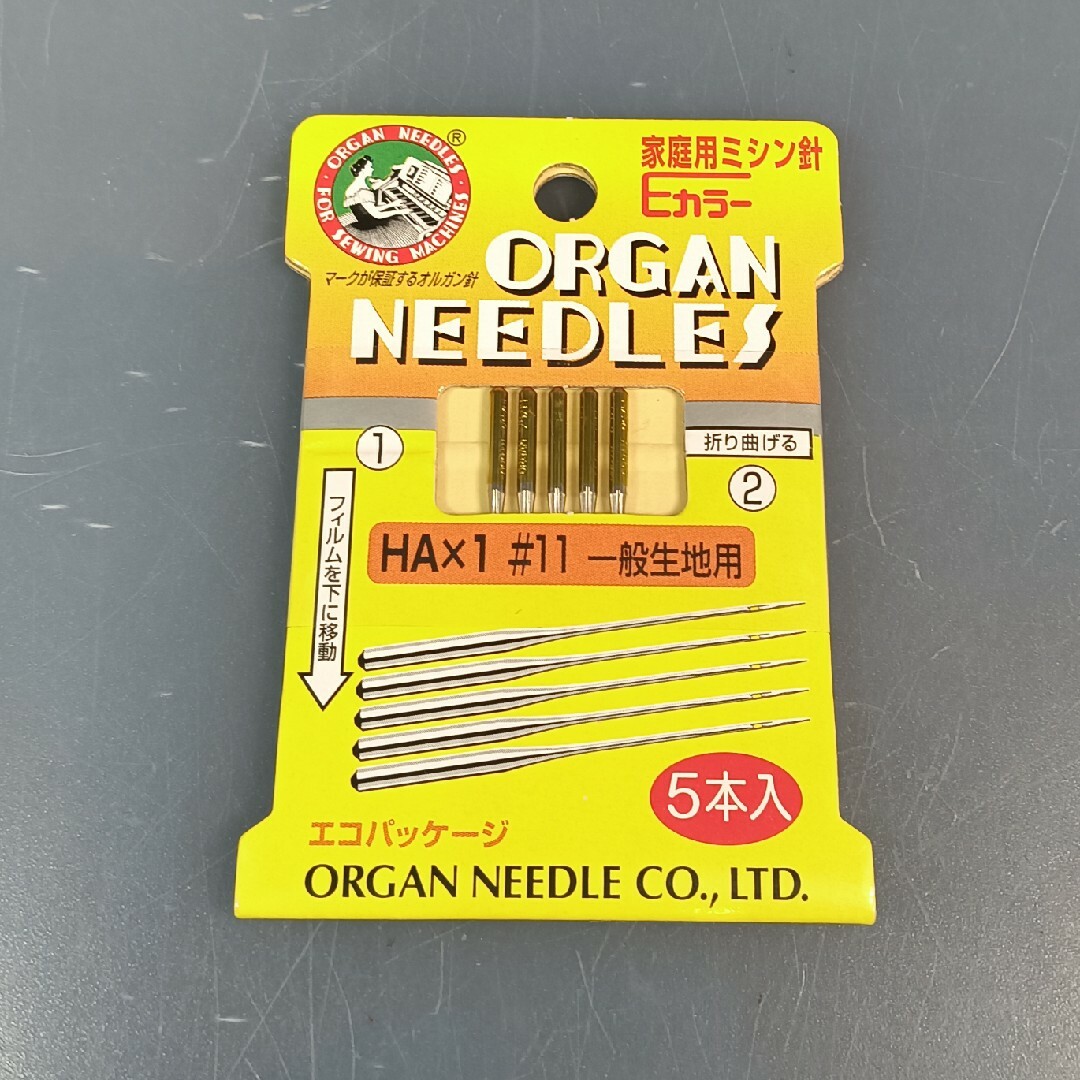 ORGAN NEEDLES
FOR SEWING MACHINES
®
家庭用ミシン針
Eカラー
マークが保証するオルガン針
ORGAN
NEEDLES
1
折り曲げる
2
フィルムを下に移動
HA×1 #11 一般生地用
5本入
エコパッケージ
ORGAN NEEDLE CO., LTD.